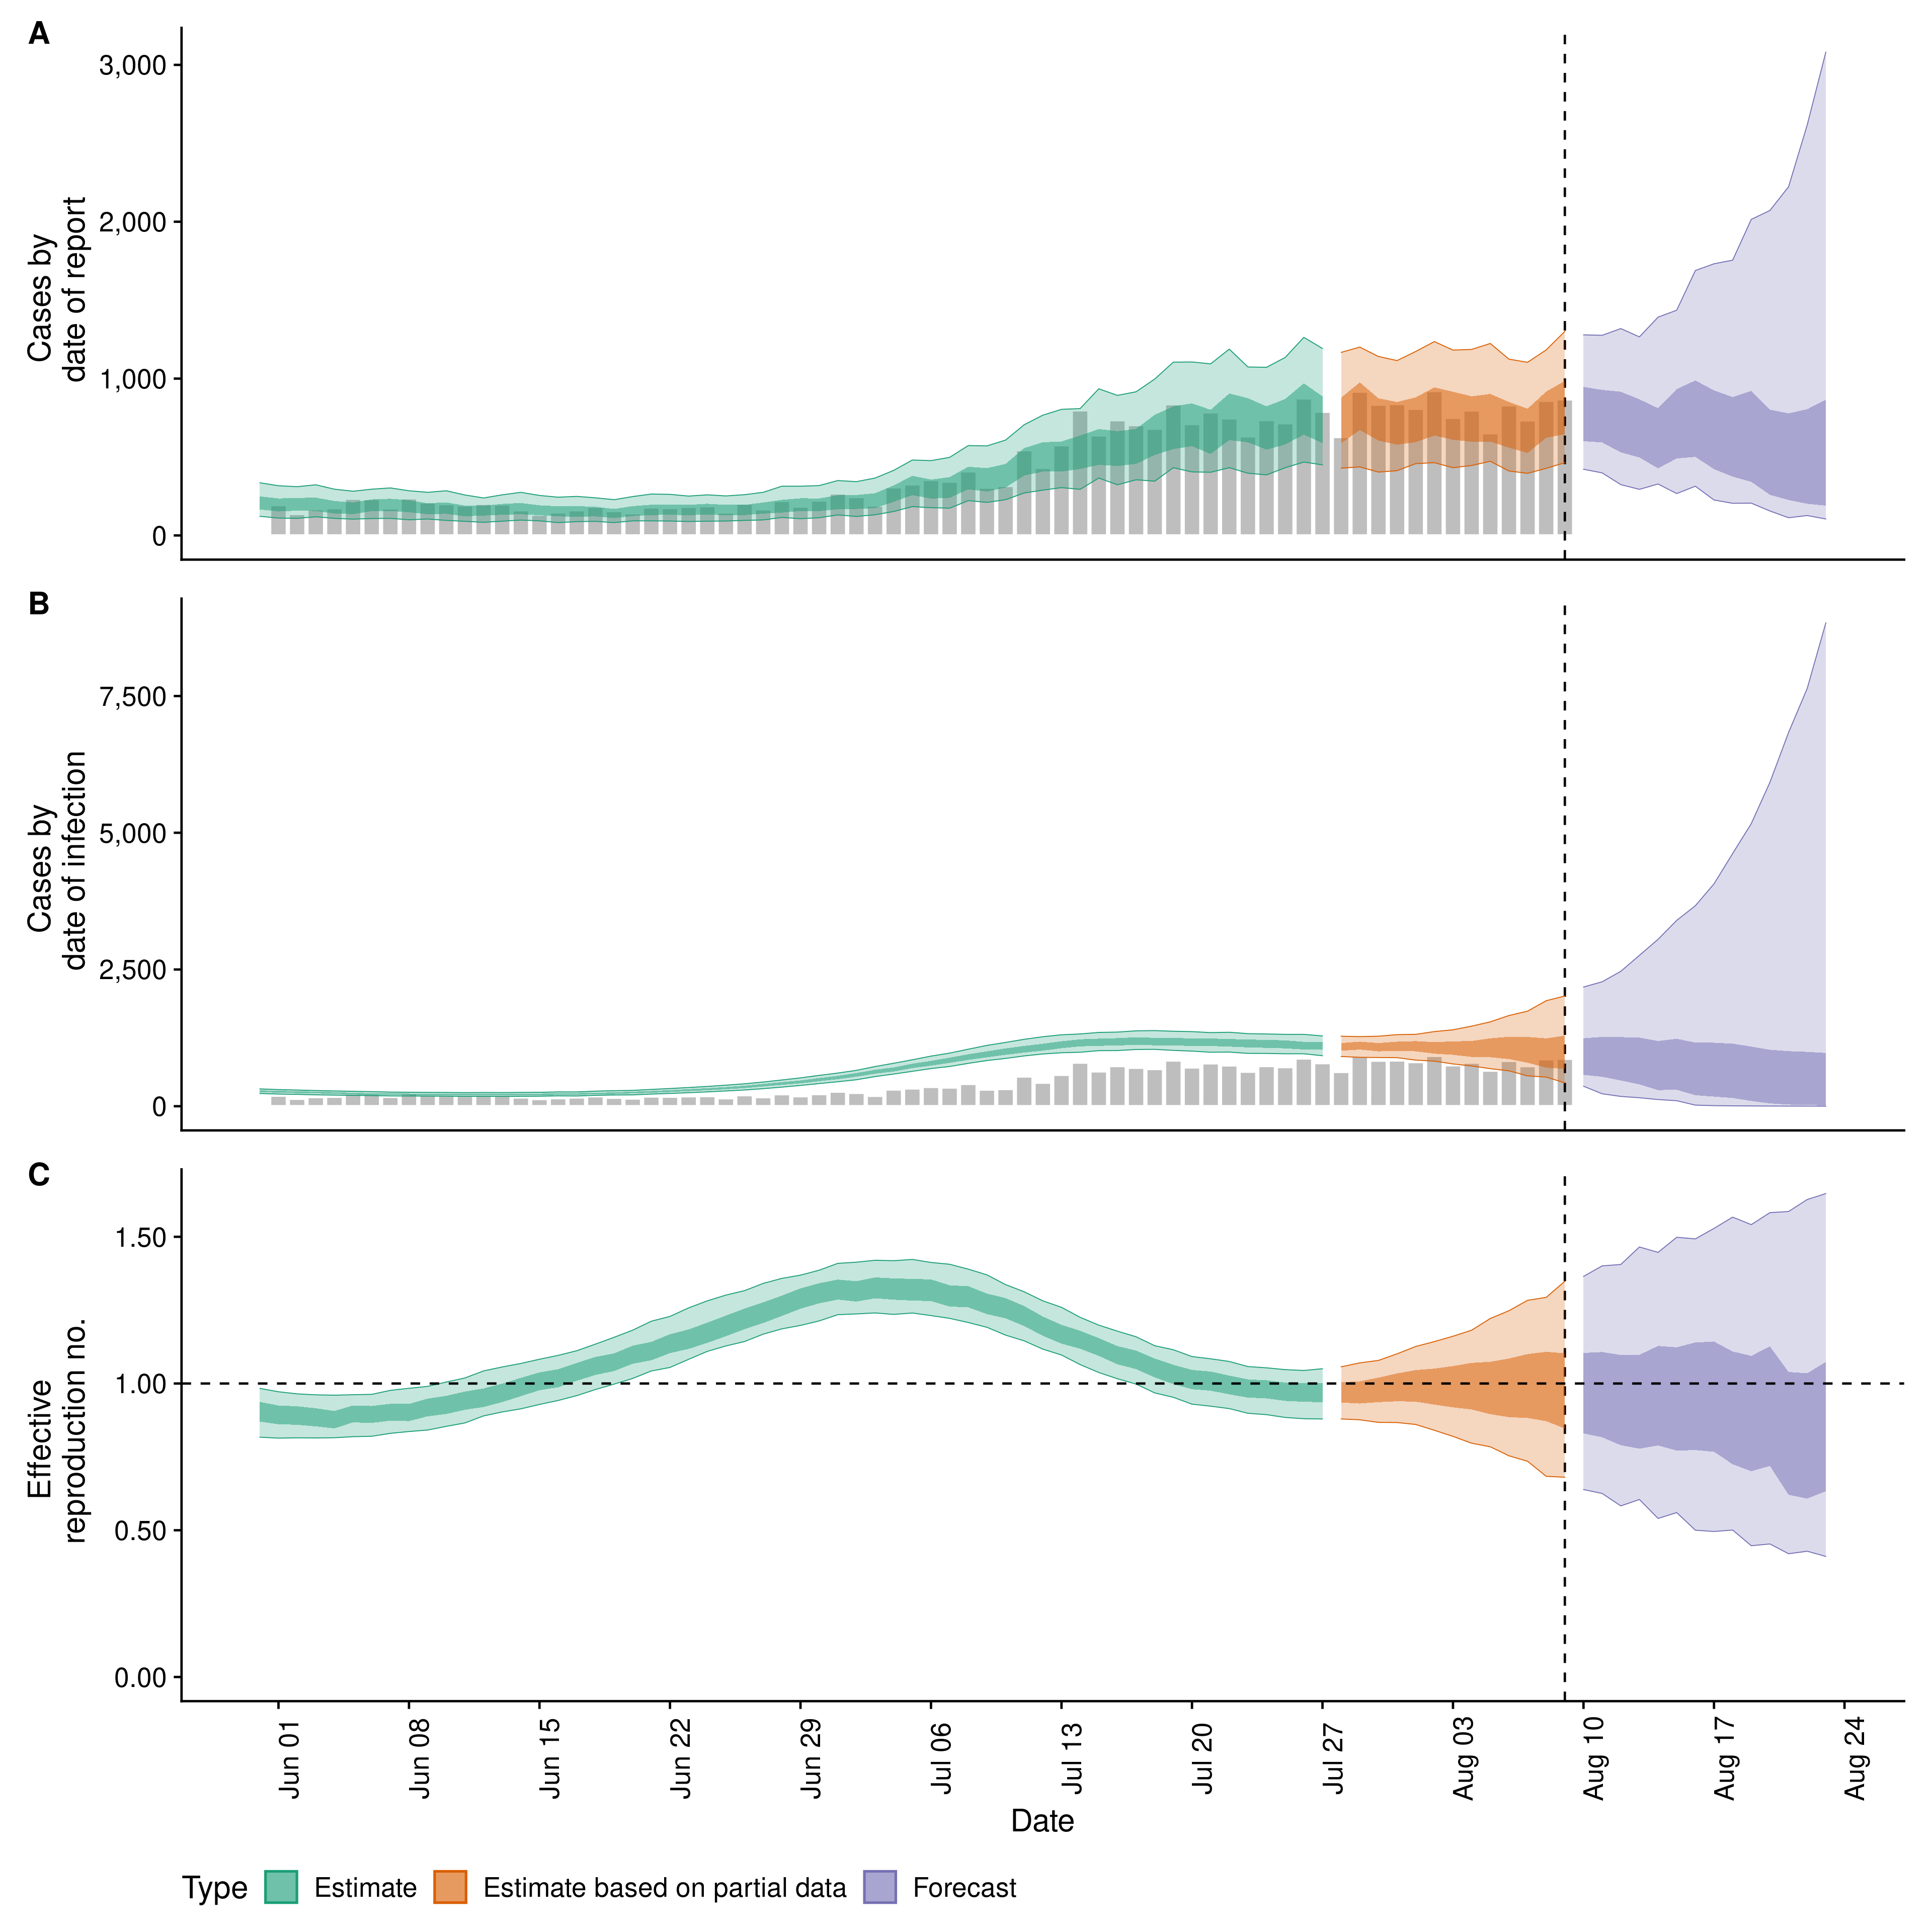 A
Cases by
date of report
3,000
2,000
1,000
0
B
Cases by
date of infection
7,500
5,000
2,500
0
C
Effective
reproduction no.
1.50
1.00
0.50
0.00
Jun 01
Jun 08
Jun 15
Jun 22
Jun 29
Jul 06
Jul 13
Jul 20
Jul 27
Aug 03
Aug 10
Aug 17
Aug 24
Date
Type Estimate Estimate based on partial data Forecast